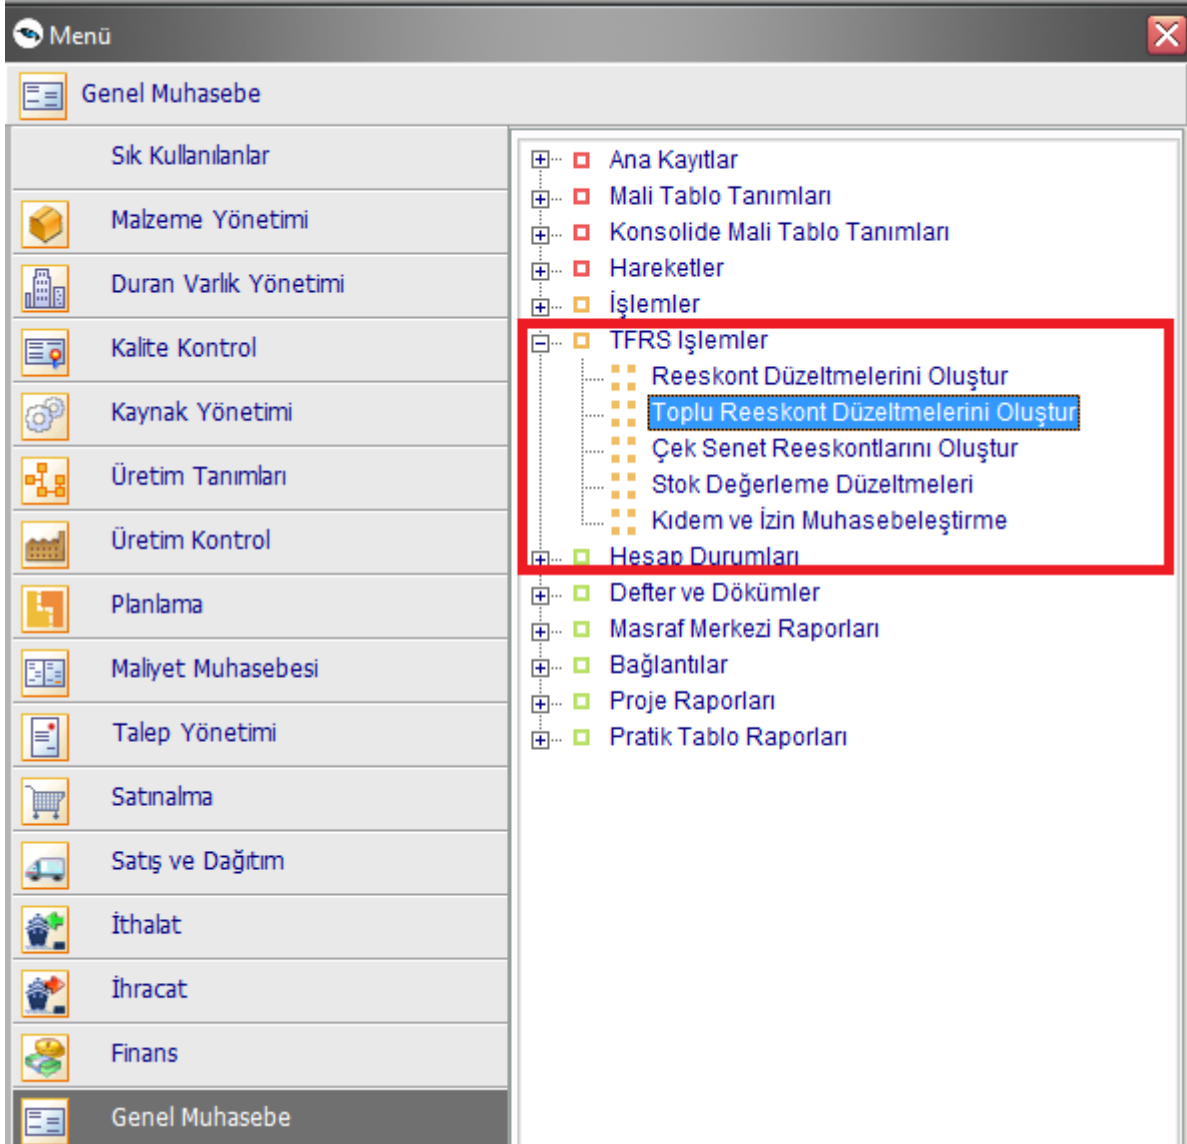 Menü
Genel Muhasebe
Sık Kullanılanlar
Malzeme Yönetimi
Duran Varlık Yönetimi
Kalite Kontrol
Kaynak Yönetimi
Üretim Tanımları
Üretim Kontrol
Planlama
Maliyet Muhasebesi
Talep Yönetimi
Satınalma
Satış ve Dağıtım
İthalat
İhracat
Finans
Genel Muhasebe
Ana Kayıtlar
Mali Tablo Tanımları
Konsolide Mali Tablo Tanımları
Hareketler
İşlemler
TFRS İşlemler
Reeskont Düzeltmelerini Oluştur
Toplu Reeskont Düzeltmelerini Oluştur
Çek Senet Reeskontlarını Oluştur
Stok Değerleme Düzeltmeleri
Kıdem ve İzin Muhasebeleştirme
Hesap Durumları
Defter ve Dökümler
Masraf Merkezi Raporları
Bağlantılar
Proje Raporları
Pratik Tablo Raporları